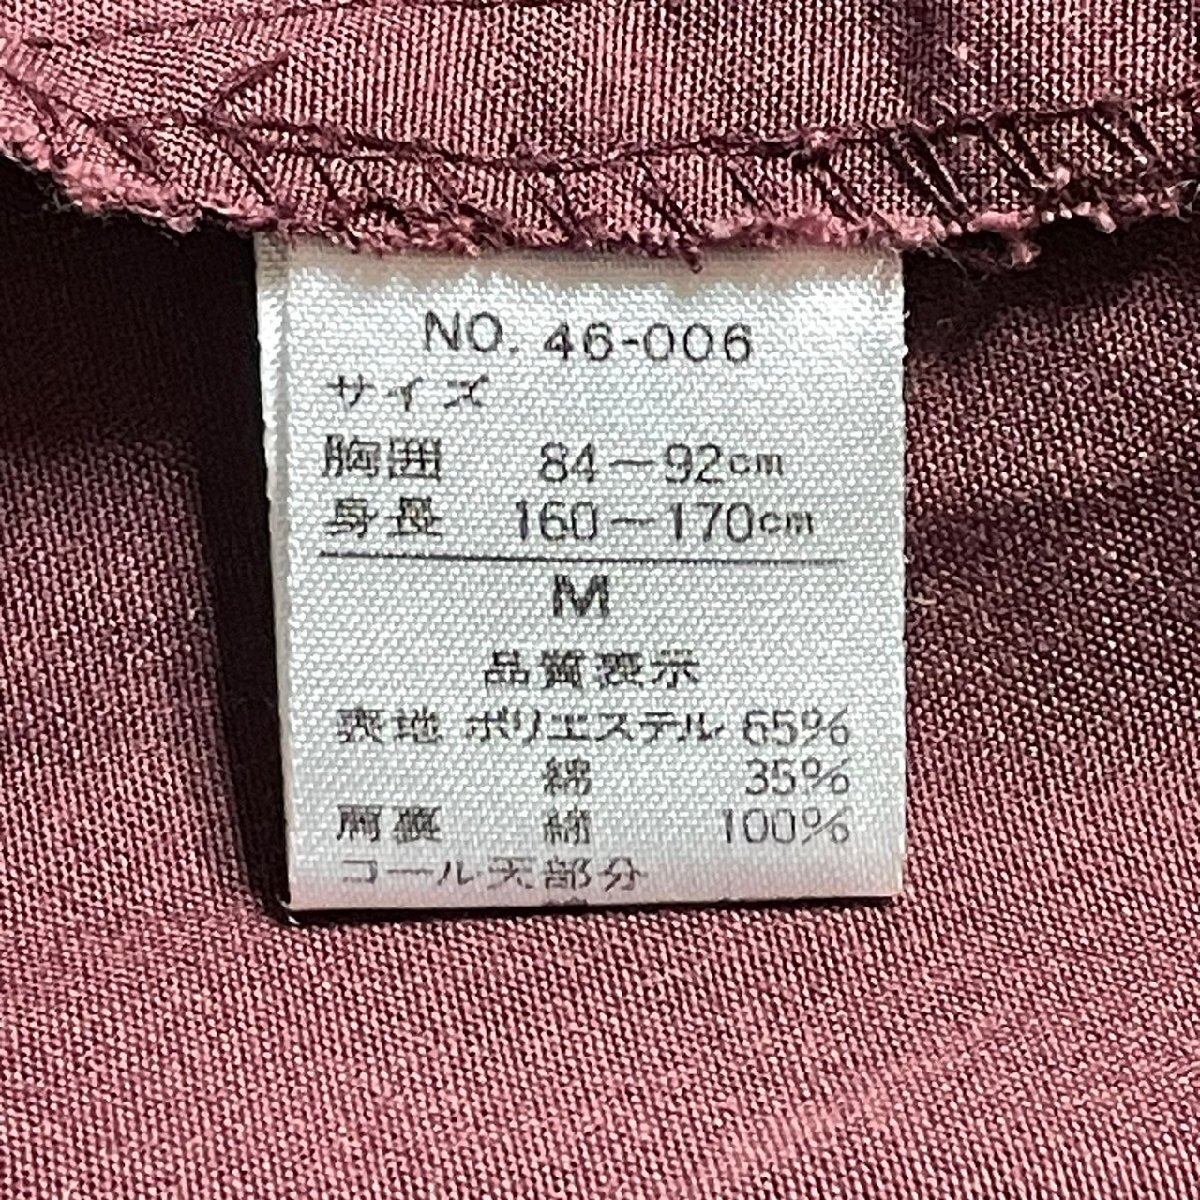 NO. 46-006
サイズ
胸囲 84－92cm
身長 160－170cm
M
品質表示
表地 ポリエステル 65%
綿 35%
肩裏 綿 100%
コール天部分